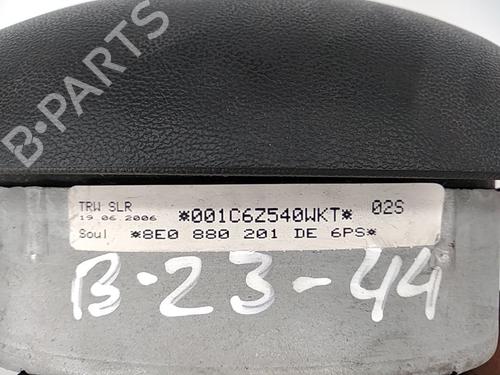 B-PARTS
TRW SLR *001C6Z540WKT* 02S
19.06.2006
Soul *8E0 880 201 DE 6PS*
B-23-44